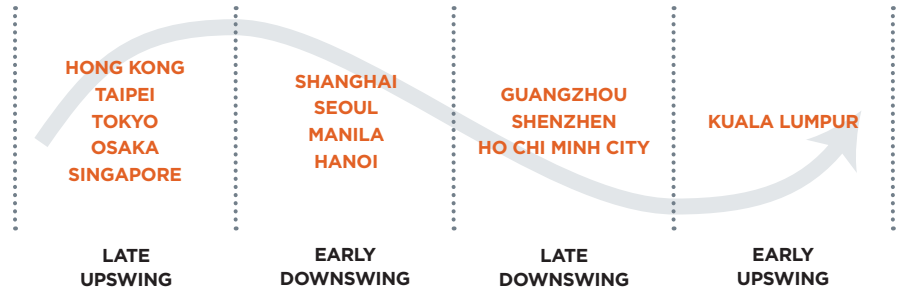 HONG KONG
TAIPEI
TOKYO
OSAKA
SINGAPORE
SHANGHAI
SEOUL
MANILA
HANOI
GUANGZHOU
SHENZHEN
HO CHI MINH CITY
KUALA LUMPUR
LATE
UPSWING
EARLY
DOWNSWING
LATE
DOWNSWING
EARLY
UPSWING